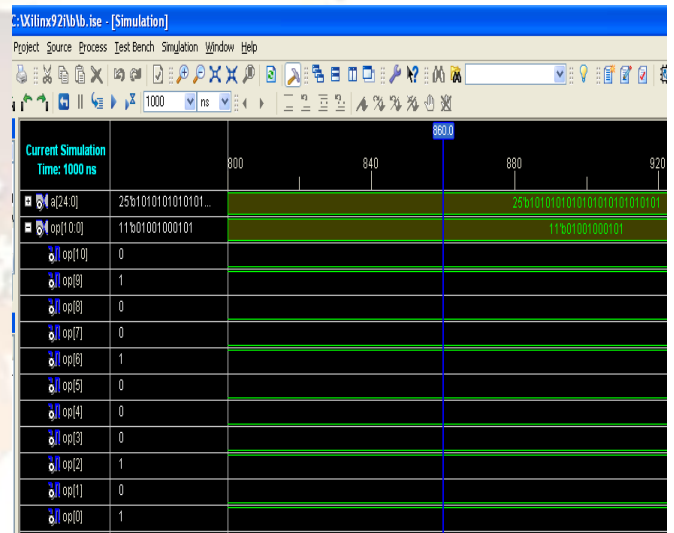 C:\Xilinx92i\b\b.ise - [Simulation]
Project Source Process Test Bench Simulation Window Help
1000 ns
860.0
Current Simulation
Time: 1000 ns
800 840 880 920
a[24:0] 25'b1010101010101... 25'b1010101010101010101010101
op[10:0] 11'b01001000101 11'b01001000101
op[10] 0
op[9] 1
op[8] 0
op[7] 0
op[6] 1
op[5] 0
op[4] 0
op[3] 0
op[2] 1
op[1] 0
op[0] 1